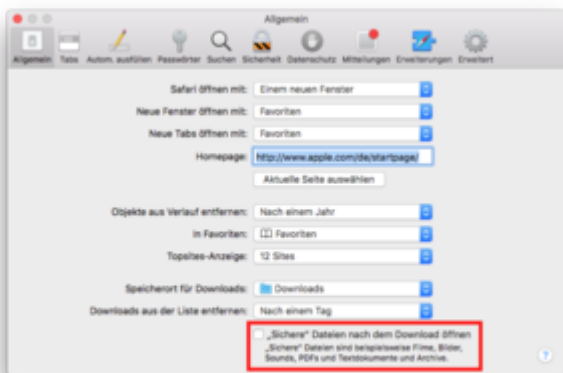 Allgemein
Allgemein Tabs Autom. ausfüllen Passwörter Suchen Sicherheit Datenschutz Mitteilungen Erweiterungen Erweitert
Safari öffnen mit: Einem neuen Fenster
Neue Fenster öffnen mit: Favoriten
Neue Tabs öffnen mit: Favoriten
Homepage: http://www.apple.com/de/startpage/
Aktuelle Seite auswählen
Objekte aus Verlauf entfernen: Nach einem Jahr
in Favoriten: Favoriten
Topsites-Anzeige: 12 Sites
Speicherort für Downloads: Downloads
Downloads aus der Liste entfernen: Nach einem Tag
„Sichere" Dateien nach dem Download öffnen
„Sichere" Dateien sind beispielsweise Filme, Bilder,
Sounds, PDFs und Textdokumente und Archive.
?